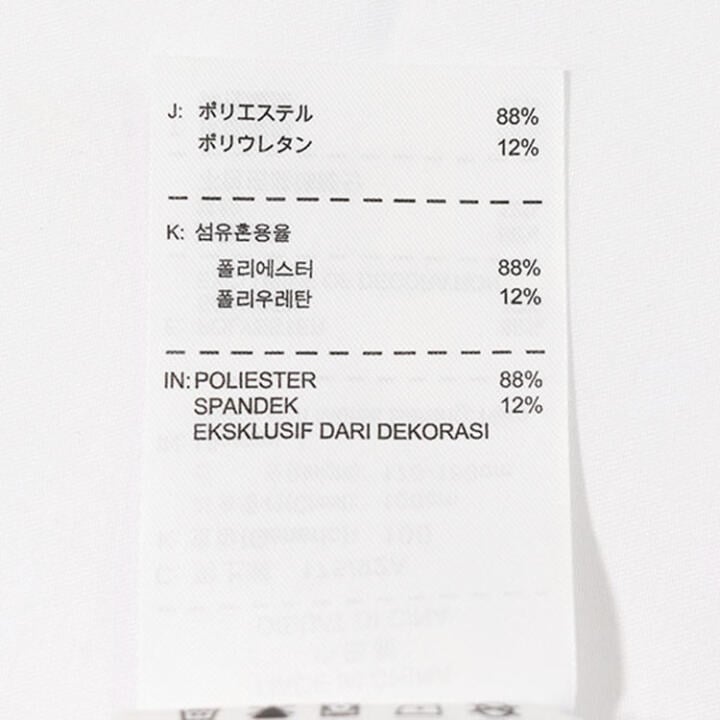 J: ポリエステル 88%
ポリウレタン 12%
K: 섬유혼용율
폴리에스터 88%
폴리우레탄 12%
IN: POLIESTER 88%
SPANDEK 12%
EKSKLUSIF DARI DEKORASI